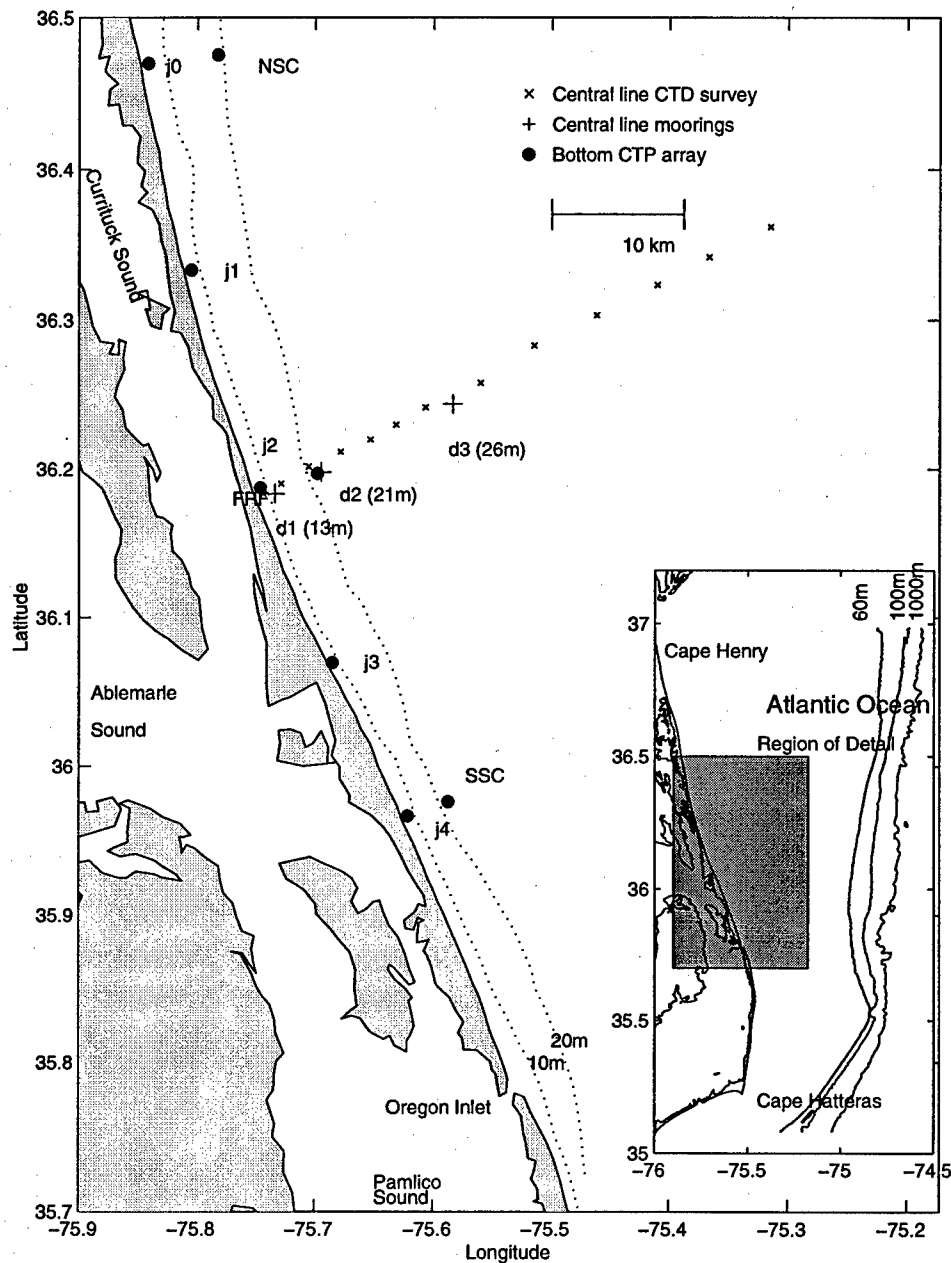 36.5
j0
NSC
× Central line CTD survey
+ Central line moorings
● Bottom CTP array
36.4
10 km
Currituck Sound
j1
36.3
j2
d3 (26m)
36.2
FRF
d2 (21m)
d1 (13m)
Latitude
36.1
j3
Ablemarle
Sound
36
SSC
j4
35.9
20m
10m
35.8
Oregon Inlet
Pamlico
Sound
35.7
−75.9
−75.8
−75.7
−75.6
−75.5
−75.4
−75.3
−75.2
Longitude
60m
100m
1000m
37
Cape Henry
Atlantic Ocean
Region of Detail
36.5
36
35.5
Cape Hatteras
35
−76
−75.5
−75
−74.5